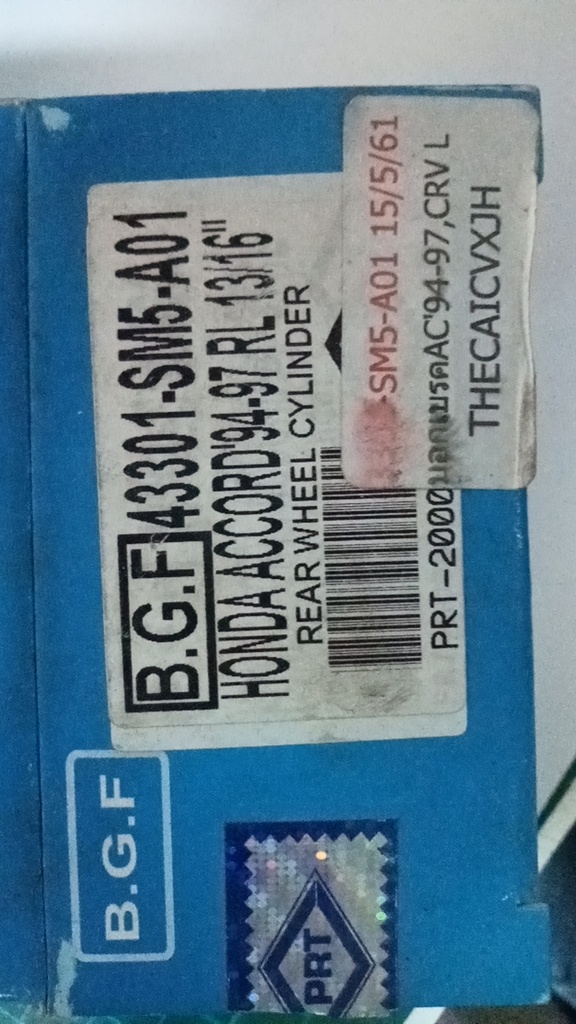 B.G.F
PRT
B.G.F 43301-SM5-A01
HONDA ACCORD'94-97 RL 13/16"
REAR WHEEL CYLINDER
PRT-2000
-SM5-A01 15/5/61
AC'94-97,CRV L
THECAICVXJH